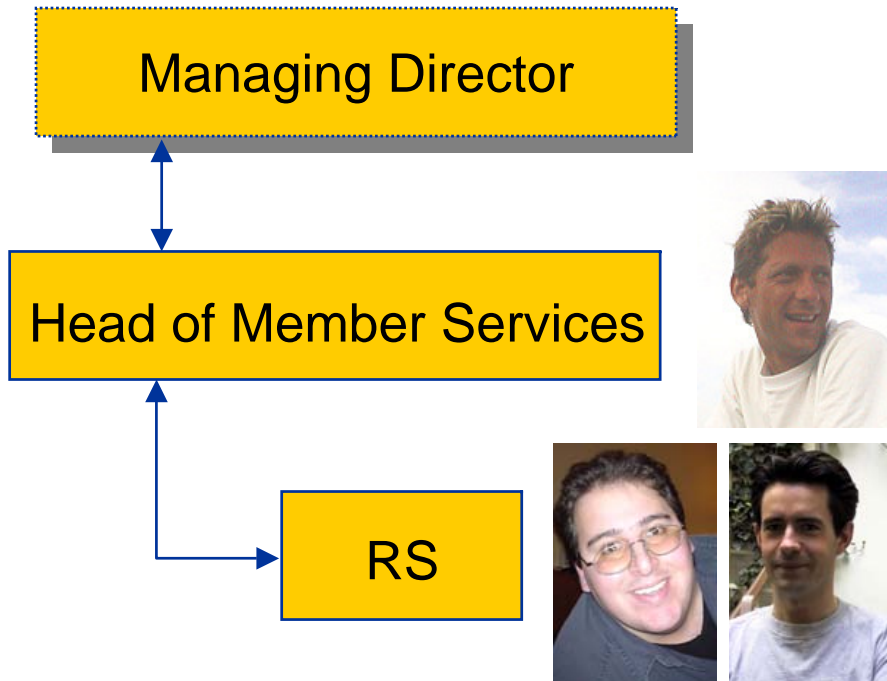 Managing Director
Head of Member Services
RS